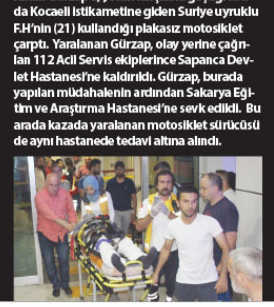 da Kocaeli istikametine giden Suriye uyruklu
F.H'nin (21) kullandığı plakasız motosiklet
çarptı. Yaralanan Gürzap, olay yerine çağrı-
lan 112 Acil Servis ekiplerince Sapanca Dev-
let Hastanesi'ne kaldırıldı. Gürzap, burada
yapılan müdahalenin ardından Sakarya Eği-
tim ve Araştırma Hastanesi'ne sevk edildi. Bu
arada kazada yaralanan motosiklet sürücüsü
de aynı hastanede tedavi altına alındı.